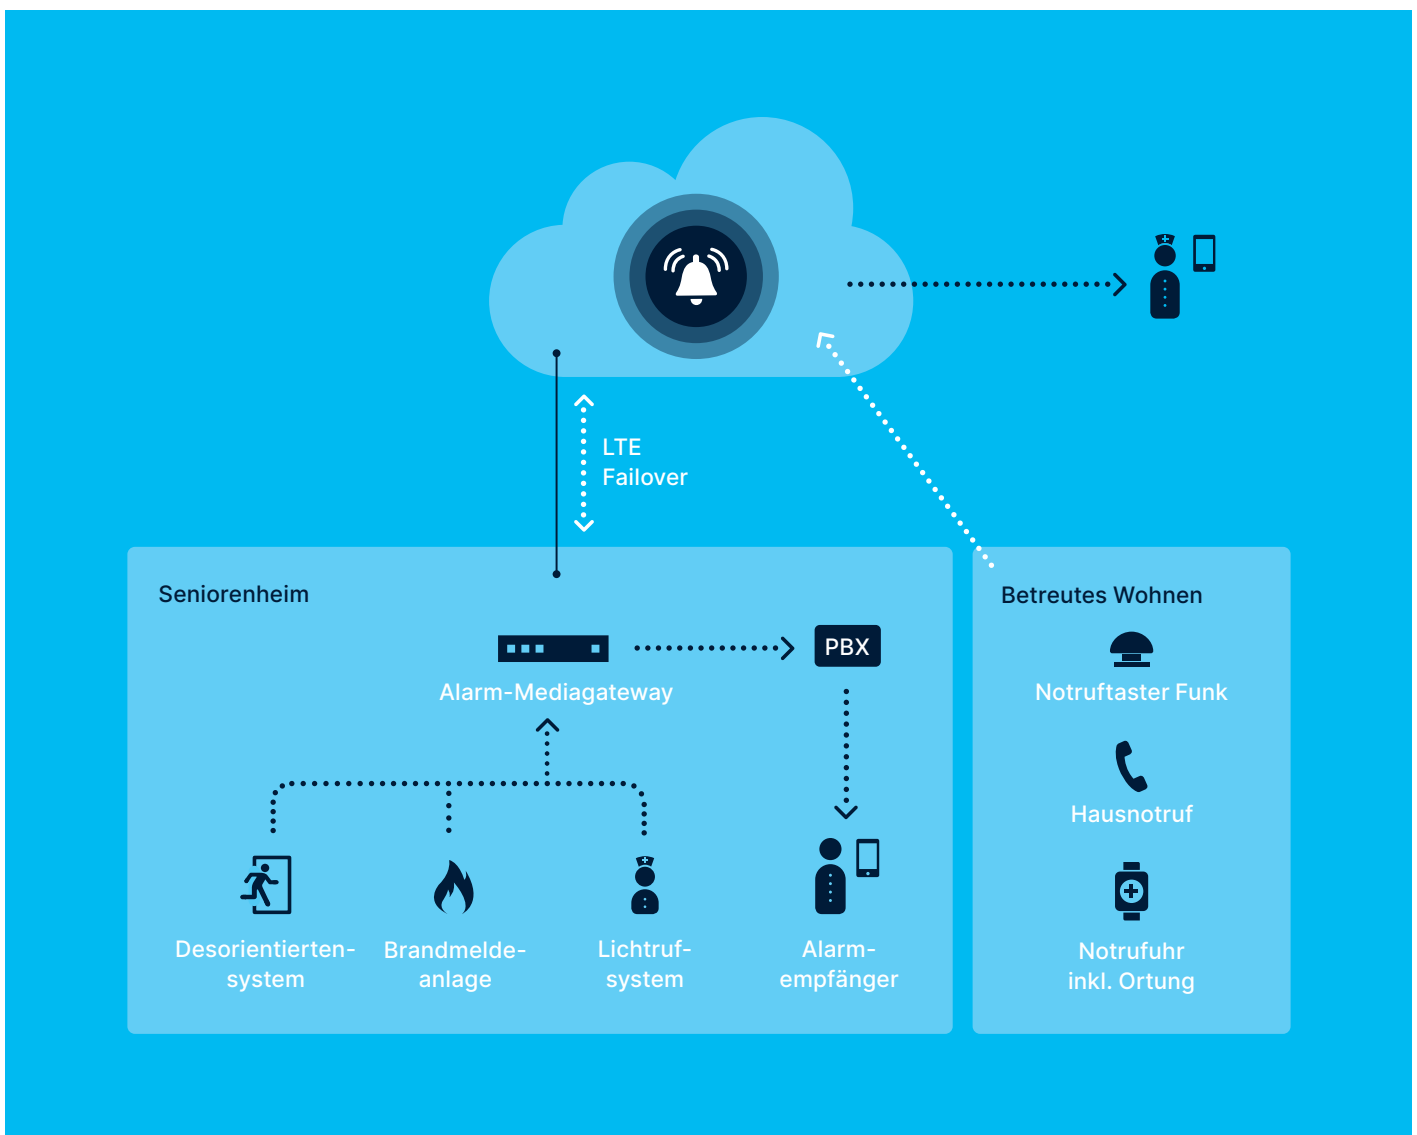 LTE
Failover
Seniorenheim
PBX
Alarm-Mediagateway
Desorientierten-
system
Brandmelde-
anlage
Lichtruf-
system
Alarm-
empfänger
Betreutes Wohnen
Notruftaster Funk
Hausnotruf
Notrufuhr
inkl. Ortung